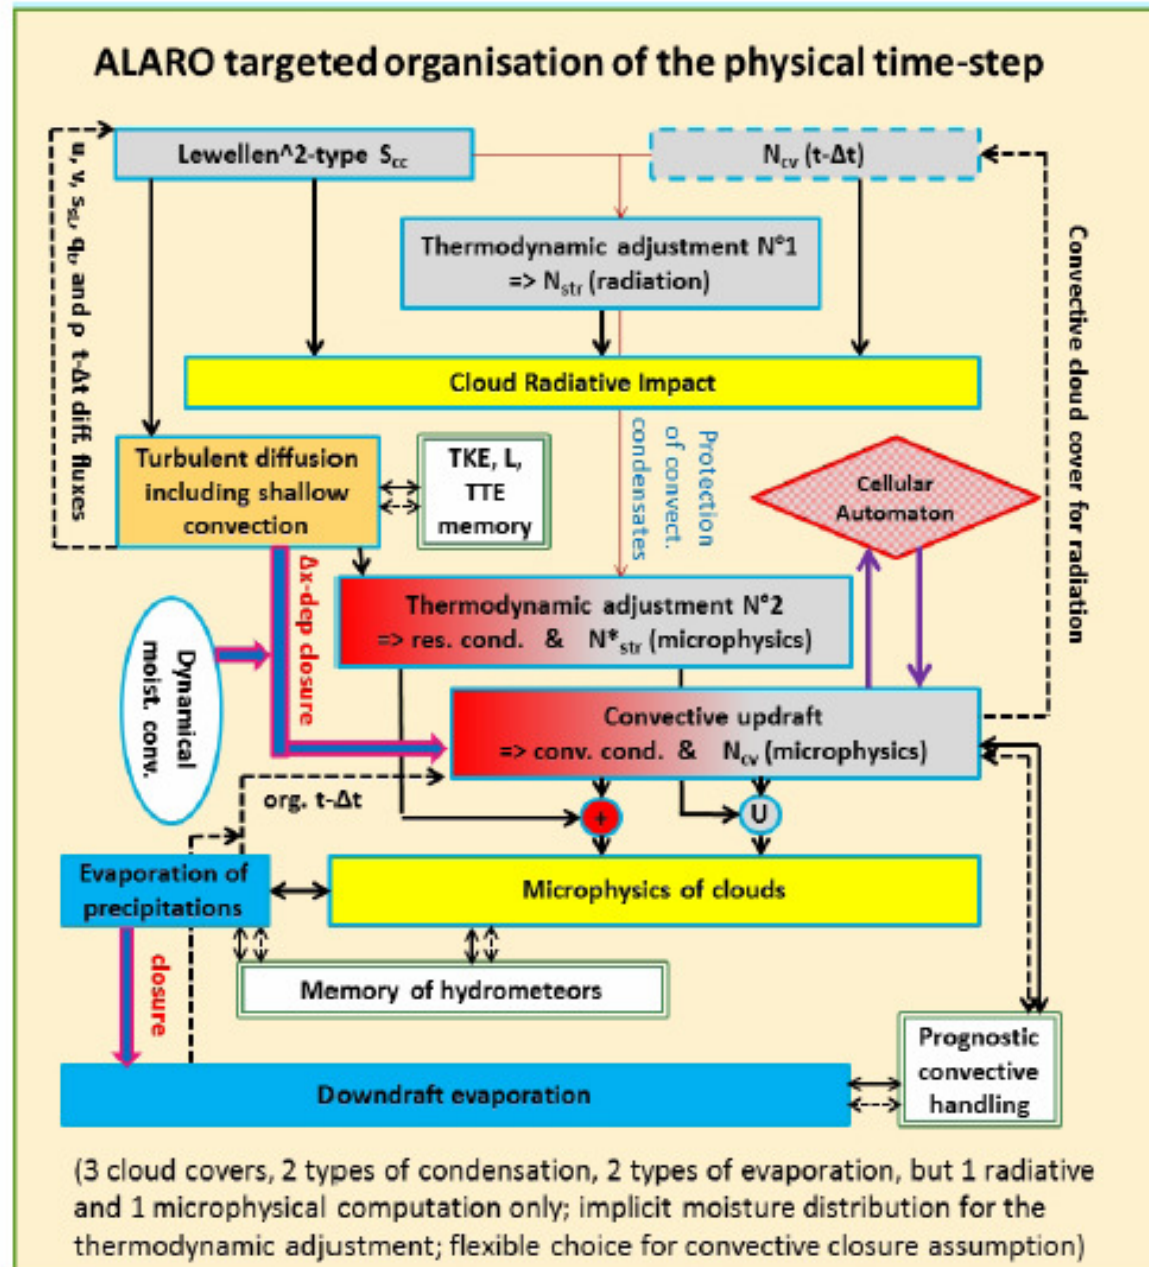 ALARO targeted organisation of the physical time-step
Lewellen^2-type Scc
Ncv (t-Δt)
u, v, ssL, qt, and ρ t-Δt diff. fluxes
Thermodynamic adjustment N°1
=> Nstr (radiation)
Convective cloud cover for radiation
Cloud Radiative Impact
Turbulent diffusion
including shallow
convection
TKE, L,
TTE
memory
Protection
of convect.
condensates
Cellular
Automaton
Δx-dep closure
Thermodynamic adjustment N°2
=> res. cond. & N*str (microphysics)
Dynamical
moist. conv.
Convective updraft
=> conv. cond. & Ncv (microphysics)
org. t-Δt
+
U
Evaporation of
precipitations
Microphysics of clouds
closure
Memory of hydrometeors
Prognostic
convective
handling
Downdraft evaporation
(3 cloud covers, 2 types of condensation, 2 types of evaporation, but 1 radiative
and 1 microphysical computation only; implicit moisture distribution for the
thermodynamic adjustment; flexible choice for convective closure assumption)